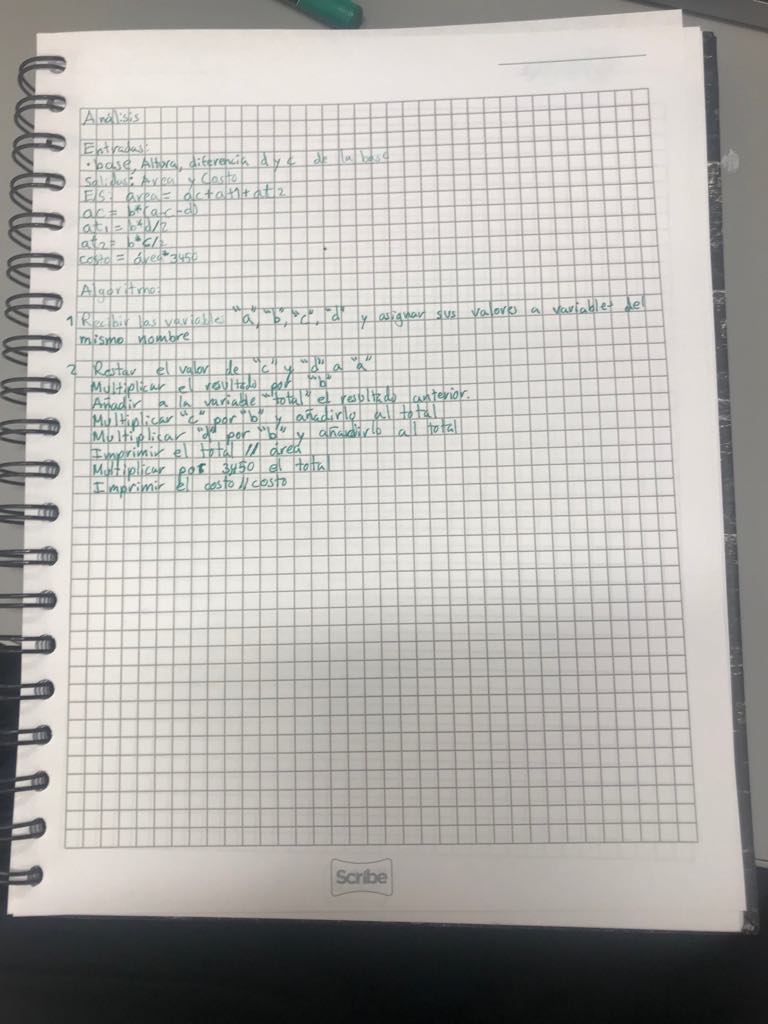 Análisis
Entradas:
• base, Altura, diferencia d y c de la base
Salidas: Area y Costo
E/S: área = ac + at1 + at2
ac = b*(a-c-d)
at1 = b*d/2
at2 = b*c/2
costo = área*3450
Algoritmo:
1 Recibir las variable "a", "b", "c", "d" y asignar sus valores a variables del
mismo nombre
2 Restar el valor de "c" y "d" a "a"
Multiplicar el resultado por "b"
Añadir a la variable "total" el resultado anterior.
Multiplicar "c" por "b" y añadirlo al total
Multiplicar "d" por "b" y añadirlo al total
Imprimir el total // área
Multiplicar por 3450 el total
Imprimir el costo // costo
Scribe